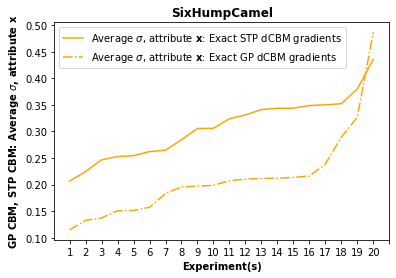 SixHumpCamel
Average σ, attribute x: Exact STP dCBM gradients
Average σ, attribute x: Exact GP dCBM gradients
GP CBM, STP CBM: Average σ, attribute x
0.50
0.45
0.40
0.35
0.30
0.25
0.20
0.15
0.10
1 2 3 4 5 6 7 8 9 10 11 12 13 14 15 16 17 18 19 20
Experiment(s)